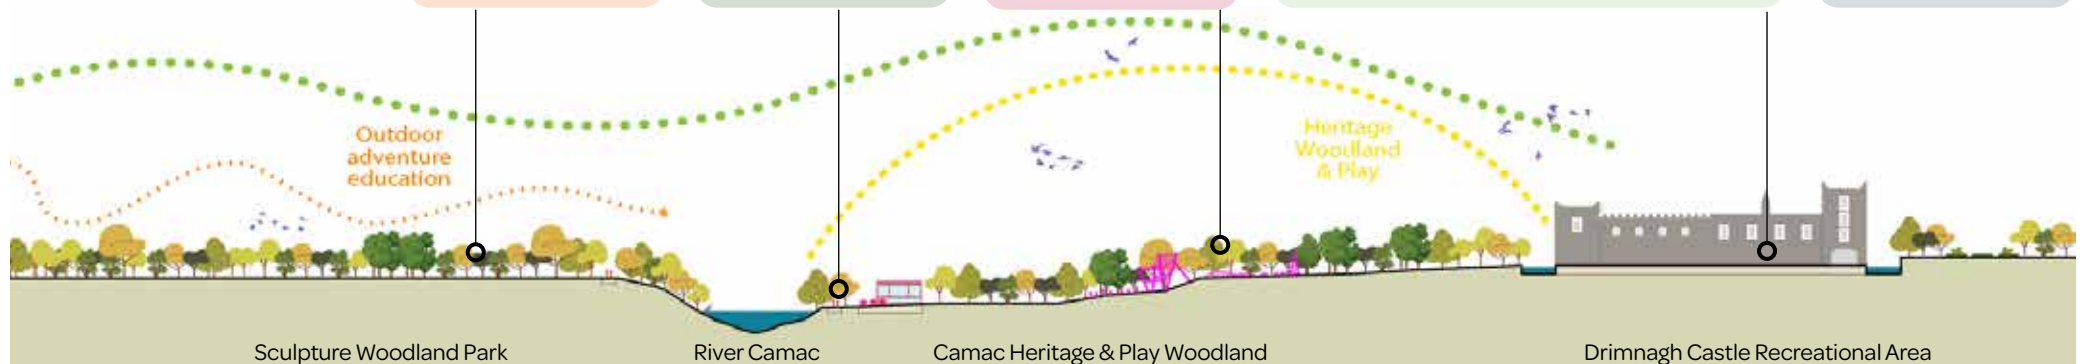 Outdoor
adventure
education
Heritage
Woodland
& Play
Sculpture Woodland Park
River Camac
Camac Heritage & Play Woodland
Drimnagh Castle Recreational Area